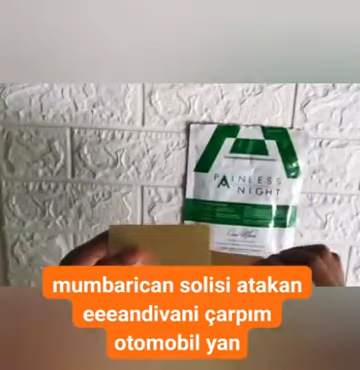 PAINLESS
NIGHT
mumbarican solisi atakan
eeeandivani çarpım
otomobil yan